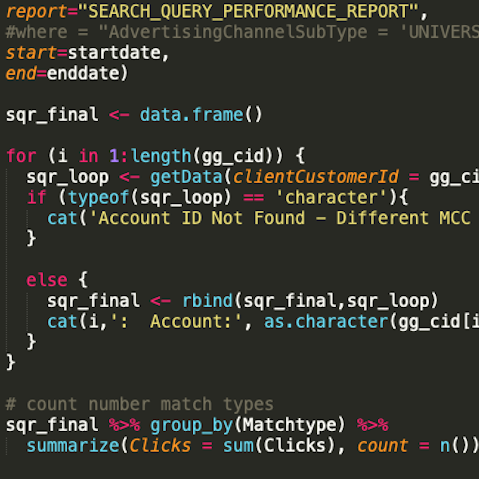 report="SEARCH_QUERY_PERFORMANCE_REPORT",
#where = "AdvertisingChannelSubType = 'UNIVERS
start=startdate,
end=enddate)
sqr_final <- data.frame()
for (i in 1:length(gg_cid)) {
sqr_loop <- getData(clientCustomerId = gg_ci
if (typeof(sqr_loop) == 'character'){
cat('Account ID Not Found - Different MCC
}
else {
sqr_final <- rbind(sqr_final,sqr_loop)
cat(i,':  Account:', as.character(gg_cid[i
}
}
# count number match types
sqr_final %>% group_by(Matchtype) %>%
summarize(Clicks = sum(Clicks), count = n())